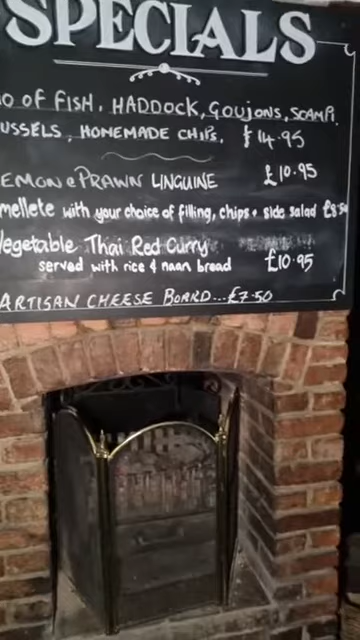 SPECIALS
O OF FISH, HADDOCK, GOUJONS, SCAMPI.
USSELS, HOMEMADE CHIPS. £14.95
EMON & PRAWN LINGUINE £10.95
mellete with your choice of filling, chips + side salad £8.50
Vegetable Thai Red Curry
served with rice & naan bread £10.95
ARTISAN CHEESE BOARD...£7.50